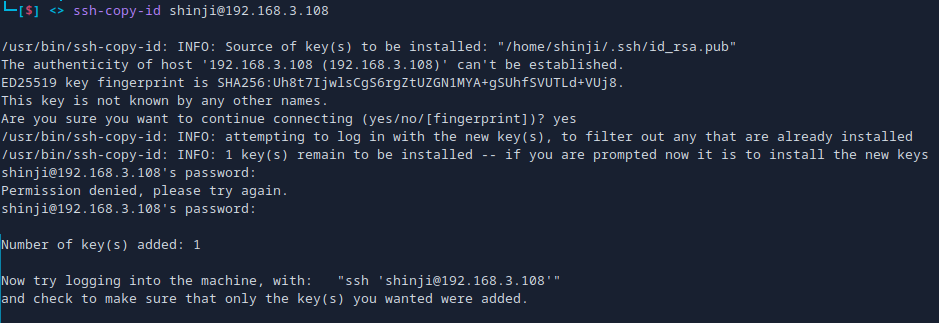 └─[$] <> ssh-copy-id shinji@192.168.3.108
/usr/bin/ssh-copy-id: INFO: Source of key(s) to be installed: "/home/shinji/.ssh/id_rsa.pub"
The authenticity of host '192.168.3.108 (192.168.3.108)' can't be established.
ED25519 key fingerprint is SHA256:Uh8t7IjwlsCgS6rgZtUZGN1MYA+gSUhfSVUTLd+VUj8.
This key is not known by any other names.
Are you sure you want to continue connecting (yes/no/[fingerprint])? yes
/usr/bin/ssh-copy-id: INFO: attempting to log in with the new key(s), to filter out any that are already installed
/usr/bin/ssh-copy-id: INFO: 1 key(s) remain to be installed -- if you are prompted now it is to install the new keys
shinji@192.168.3.108's password:
Permission denied, please try again.
shinji@192.168.3.108's password:
Number of key(s) added: 1
Now try logging into the machine, with:   "ssh 'shinji@192.168.3.108'"
and check to make sure that only the key(s) you wanted were added.